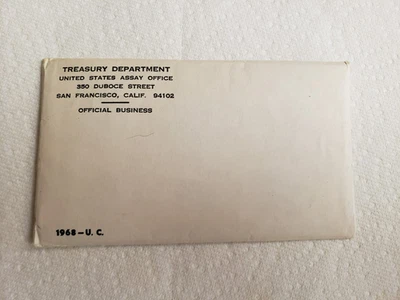 TREASURY DEPARTMENT
UNITED STATES ASSAY OFFICE
350 DUBOCE STREET
SAN FRANCISCO, CALIF. 94102
OFFICIAL BUSINESS
1968 - U. C.